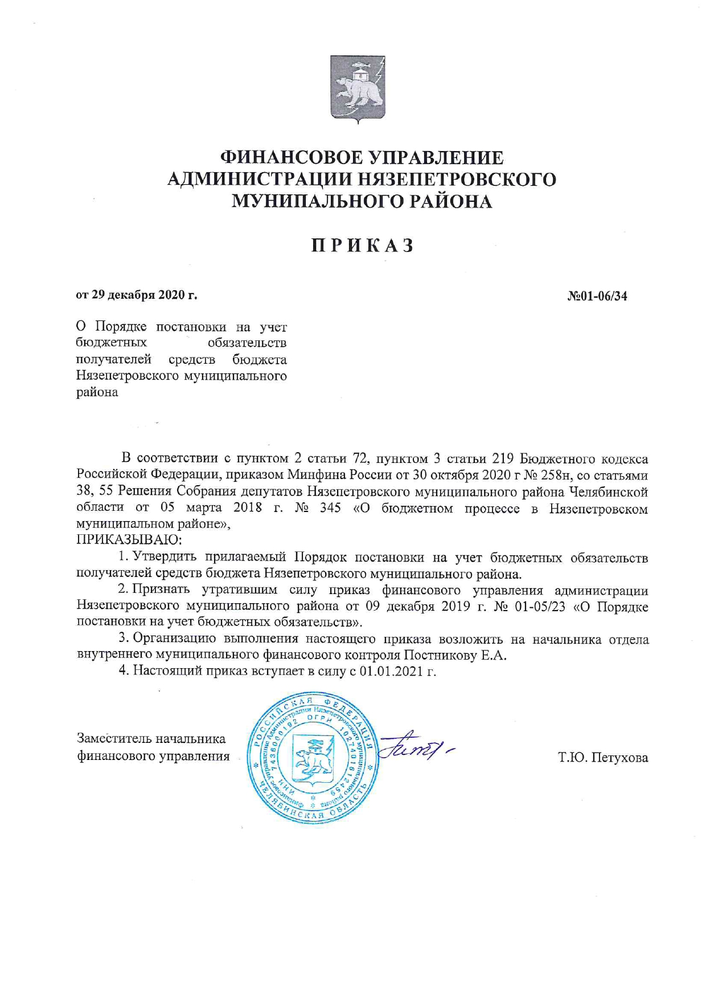 ФИНАНСОВОЕ УПРАВЛЕНИЕ
АДМИНИСТРАЦИИ НЯЗЕПЕТРОВСКОГО
МУНИПАЛЬНОГО РАЙОНА
П Р И К А З
от 29 декабря 2020 г. №01-06/34
О Порядке постановки на учет
бюджетных обязательств
получателей средств бюджета
Нязепетровского муниципального
района
В соответствии с пунктом 2 статьи 72, пунктом 3 статьи 219 Бюджетного кодекса
Российской Федерации, приказом Минфина России от 30 октября 2020 г № 258н, со статьями
38, 55 Решения Собрания депутатов Нязепетровского муниципального района Челябинской
области от 05 марта 2018 г. № 345 «О бюджетном процессе в Нязепетровском
муниципальном районе»,
ПРИКАЗЫВАЮ:
1. Утвердить прилагаемый Порядок постановки на учет бюджетных обязательств
получателей средств бюджета Нязепетровского муниципального района.
2. Признать утратившим силу приказ финансового управления администрации
Нязепетровского муниципального района от 09 декабря 2019 г. № 01-05/23 «О Порядке
постановки на учет бюджетных обязательств».
3. Организацию выполнения настоящего приказа возложить на начальника отдела
внутреннего муниципального финансового контроля Постникову Е.А.
4. Настоящий приказ вступает в силу с 01.01.2021 г.
Заместитель начальника
финансового управления
Т.Ю. Петухова
РОССИЙСКАЯ ФЕДЕРАЦИЯ * ЧЕЛЯБИНСКАЯ ОБЛАСТЬ *
Финансовое управление Администрации Нязепетровского муниципального района *
ИНН 7436000192 ОГРН 1027401812459 *